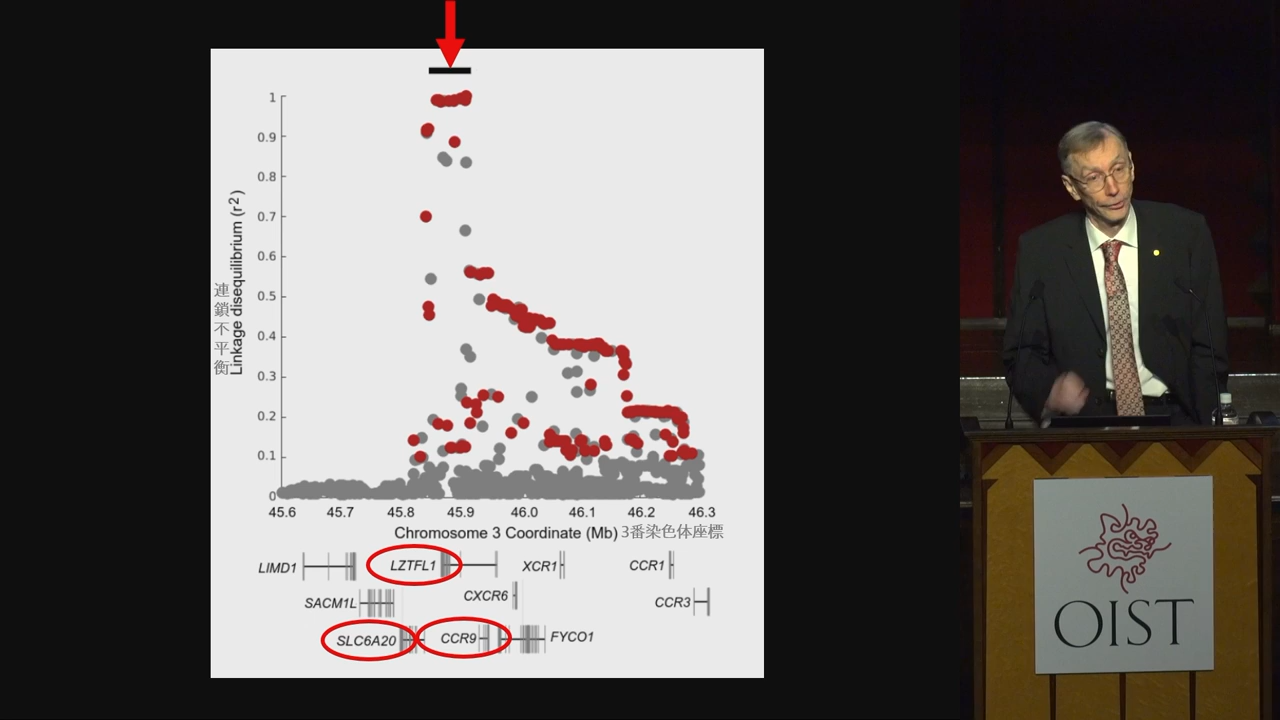 1
0.9
0.8
0.7
0.6
0.5
0.4
0.3
0.2
0.1
0
Linkage disequilibrium (r2)
連鎖不平衡
45.6 45.7 45.8 45.9 46.0 46.1 46.2 46.3
Chromosome 3 Coordinate (Mb) 3番染色体座標
LIMD1 LZTFL1 XCR1 CCR1
SACM1L CXCR6 CCR3
SLC6A20 CCR9 FYCO1
OIST